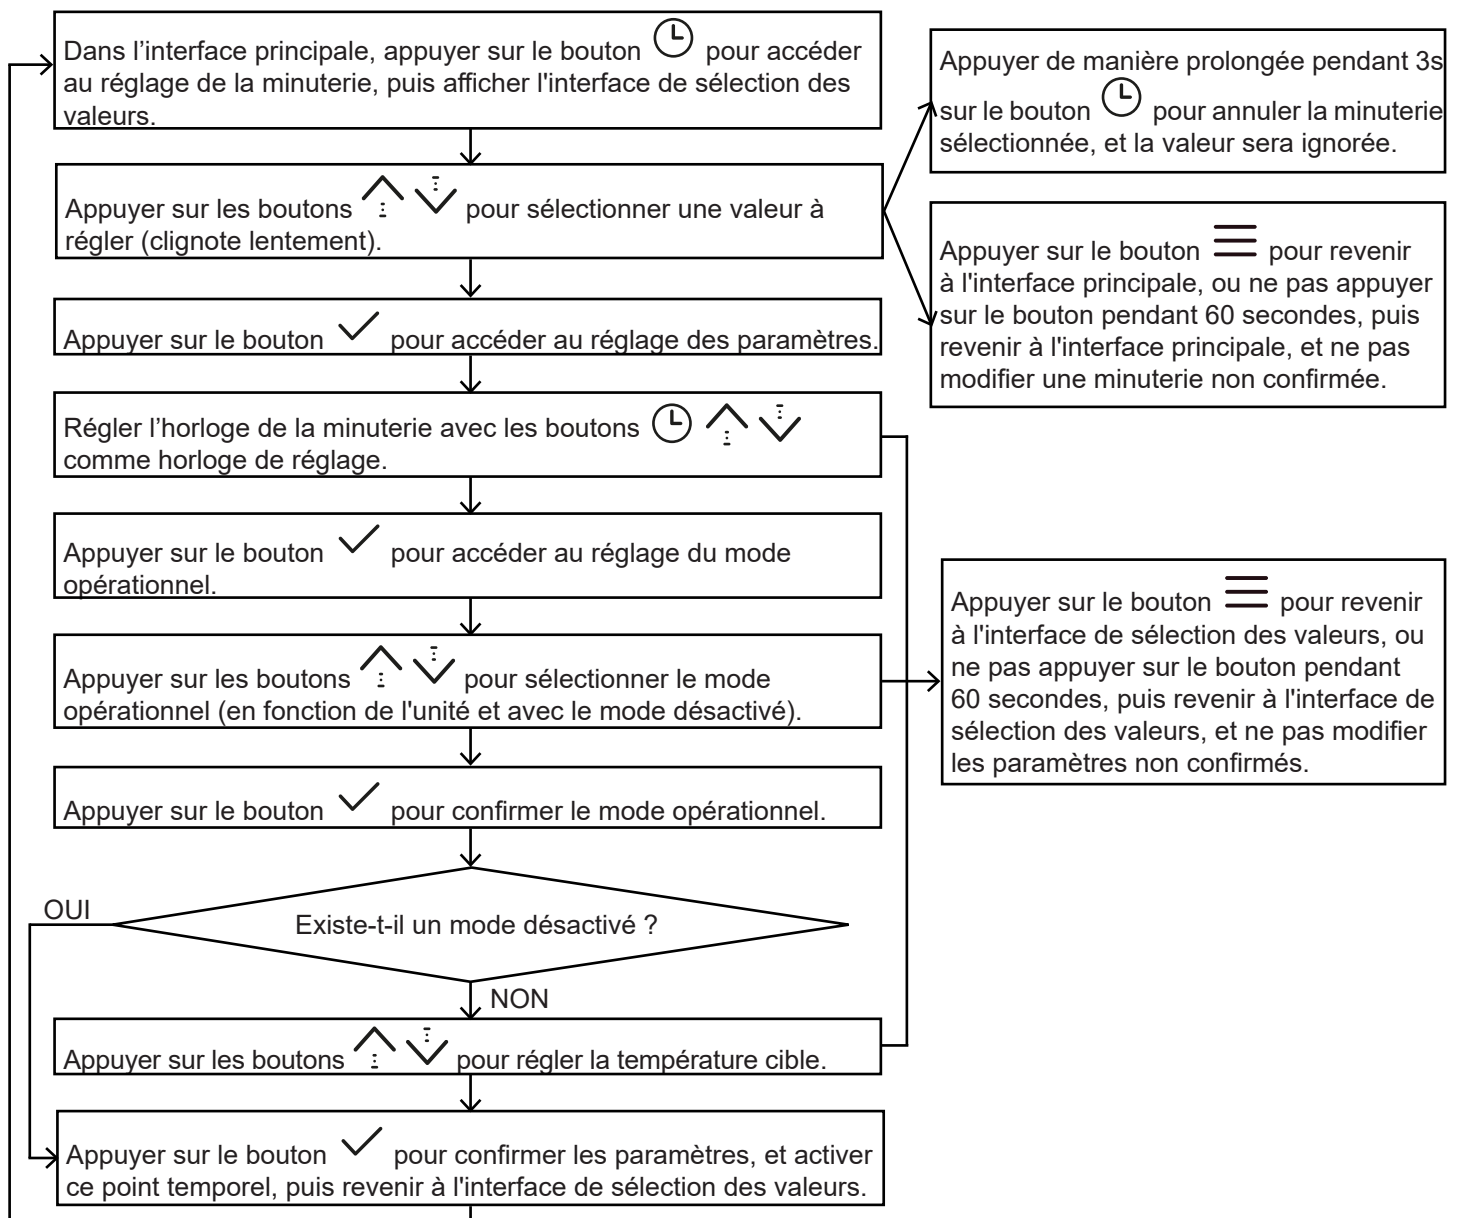 Dans l’interface principale, appuyer sur le bouton pour accéder
au réglage de la minuterie, puis afficher l'interface de sélection des
valeurs.
Appuyer de manière prolongée pendant 3s
sur le bouton pour annuler la minuterie
sélectionnée, et la valeur sera ignorée.
Appuyer sur les boutons pour sélectionner une valeur à
régler (clignote lentement).
Appuyer sur le bouton pour revenir
à l'interface principale, ou ne pas appuyer
sur le bouton pendant 60 secondes, puis
revenir à l'interface principale, et ne pas
modifier une minuterie non confirmée.
Appuyer sur le bouton pour accéder au réglage des paramètres.
Régler l’horloge de la minuterie avec les boutons
comme horloge de réglage.
Appuyer sur le bouton pour accéder au réglage du mode
opérationnel.
Appuyer sur les boutons pour sélectionner le mode
opérationnel (en fonction de l'unité et avec le mode désactivé).
Appuyer sur le bouton pour revenir
à l'interface de sélection des valeurs, ou
ne pas appuyer sur le bouton pendant
60 secondes, puis revenir à l'interface de
sélection des valeurs, et ne pas modifier
les paramètres non confirmés.
Appuyer sur le bouton pour confirmer le mode opérationnel.
OUI
Existe-t-il un mode désactivé ?
NON
Appuyer sur les boutons pour régler la température cible.
Appuyer sur le bouton pour confirmer les paramètres, et activer
ce point temporel, puis revenir à l'interface de sélection des valeurs.